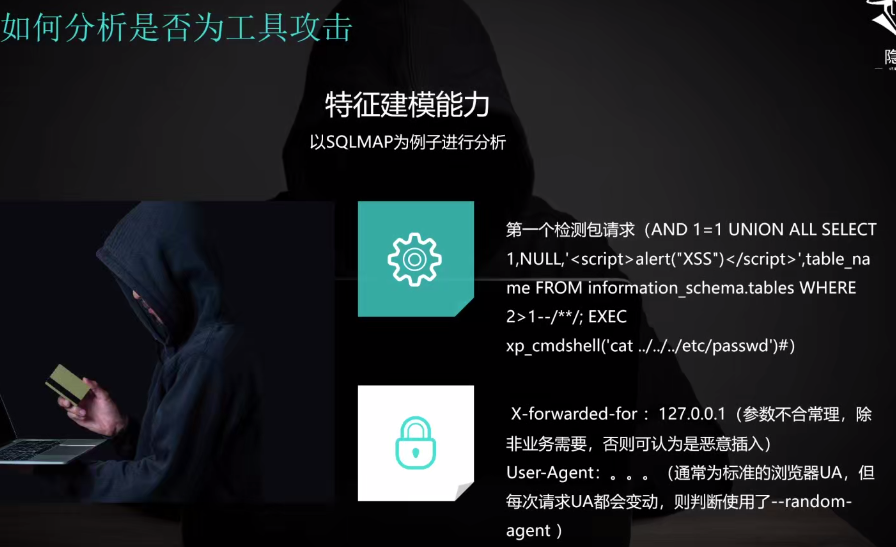 如何分析是否为工具攻击
隐
特征建模能力
以SQLMAP为例子进行分析
第一个检测包请求（AND 1=1 UNION ALL SELECT
1,NULL,'<script>alert("XSS")</script>',table_na
me FROM information_schema.tables WHERE
2>1--/**/; EXEC
xp_cmdshell('cat ../../../etc/passwd')#）
X-forwarded-for ：127.0.0.1（参数不合常理，除
非业务需要，否则可认为是恶意插入）
User-Agent：。。。（通常为标准的浏览器UA，但
每次请求UA都会变动，则判断使用了--random-
agent ）